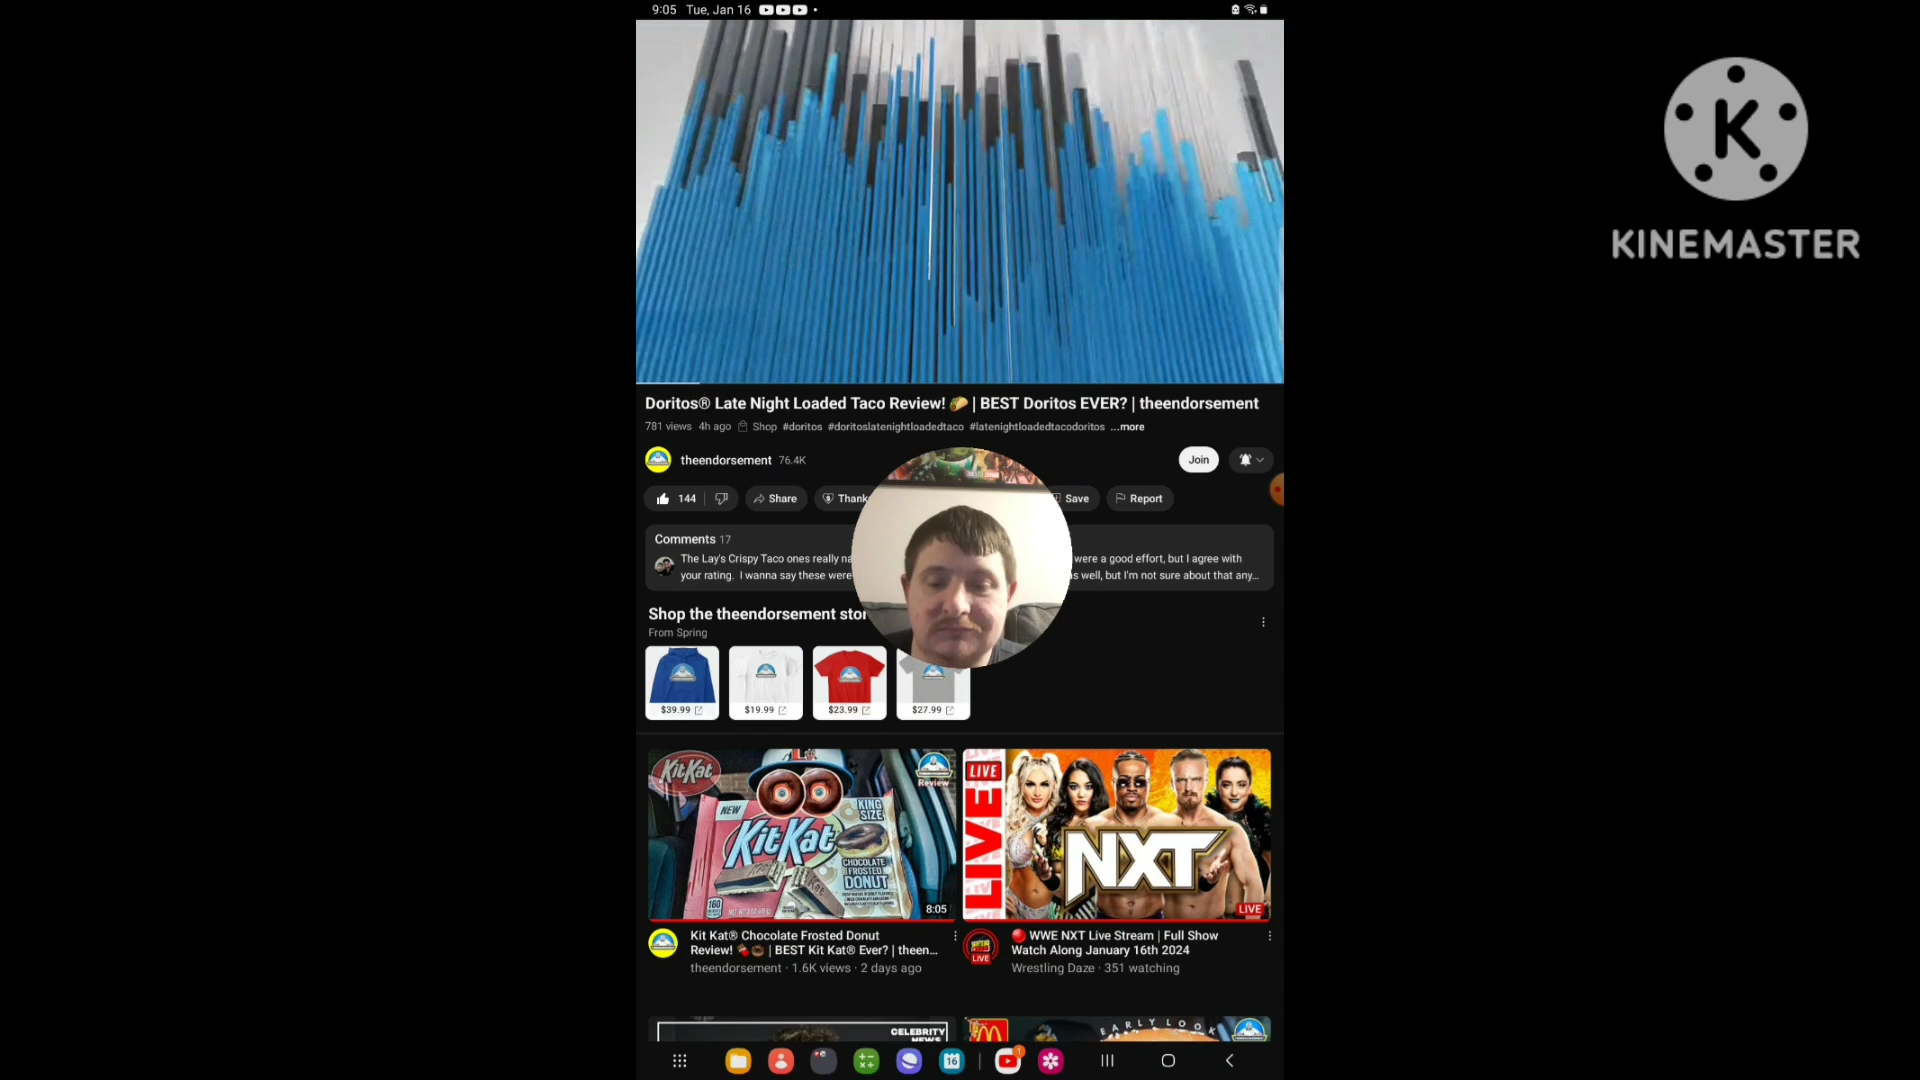 9:05 Tue, Jan 16
K
KINEMASTER
Doritos® Late Night Loaded Taco Review! 🌮 | BEST Doritos EVER? | theendorsement
781 views 4h ago Shop #doritos #doritoslatenightloadedtaco #latenightloadedtacodoritos ...more
theendorsement 76.4K
Join
144
Share
Thank
Save
Report
Comments 17
The Lay's Crispy Taco ones really were a good effort, but I agree with
your rating. I wanna say these were well, but I'm not sure about that any...
Shop the theendorsement
From Spring
$39.99
$19.99
$23.99
$27.99
KitKat
Review
NEW
KING
SIZE
KitKat
CHOCOLATE
FROSTED
DONUT
160
8:05
LIVE
LIVE
NXT
LIVE
Kit Kat® Chocolate Frosted Donut
Review! 🍫🍩 | BEST Kit Kat® Ever? | theen...
theendorsement · 1.6K views · 2 days ago
LIVE
🔴 WWE NXT Live Stream | Full Show
Watch Along January 16th 2024
Wrestling Daze · 351 watching
CELEBRITY
NEWS
EARLY LOOK
16
1